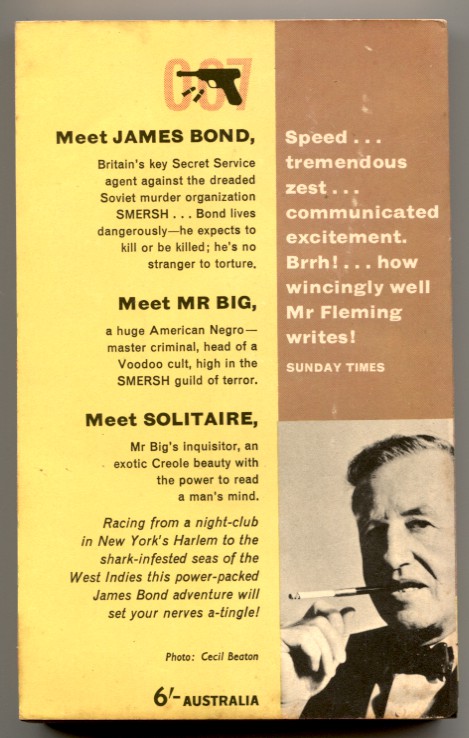 007
Meet JAMES BOND,
Britain's key Secret Service
agent against the dreaded
Soviet murder organization
SMERSH . . . Bond lives
dangerously—he expects to
kill or be killed; he's no
stranger to torture.
Meet MR BIG,
a huge American Negro—
master criminal, head of a
Voodoo cult, high in the
SMERSH guild of terror.
Meet SOLITAIRE,
Mr Big's inquisitor, an
exotic Creole beauty with
the power to read
a man's mind.
Racing from a night-club
in New York's Harlem to the
shark-infested seas of the
West Indies this power-packed
James Bond adventure will
set your nerves a-tingle!
Photo: Cecil Beaton
6/- AUSTRALIA
Speed . . .
tremendous
zest . . .
communicated
excitement.
Brrh! . . . how
wincingly well
Mr Fleming
writes!
SUNDAY TIMES